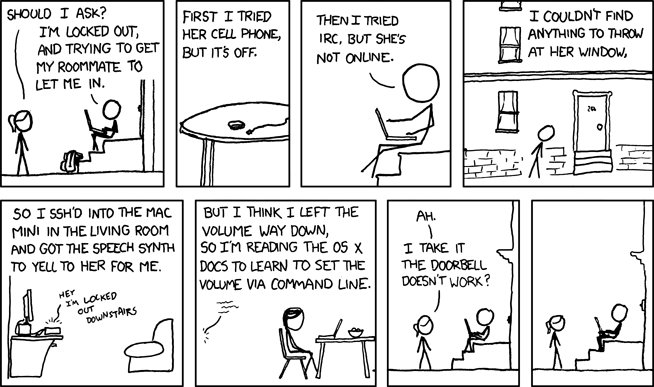 SHOULD I ASK?
I'M LOCKED OUT,
AND TRYING TO GET
MY ROOMMATE TO
LET ME IN.
FIRST I TRIED
HER CELL PHONE,
BUT IT'S OFF.
THEN I TRIED
IRC, BUT SHE'S
NOT ONLINE.
I COULDN'T FIND
ANYTHING TO THROW
AT HER WINDOW,
SO I SSH'D INTO THE MAC
MINI IN THE LIVING ROOM
AND GOT THE SPEECH SYNTH
TO YELL TO HER FOR ME.
HEY
I'M LOCKED
OUT
DOWNSTAIRS
BUT I THINK I LEFT THE
VOLUME WAY DOWN,
SO I'M READING THE OS X
DOCS TO LEARN TO SET THE
VOLUME VIA COMMAND LINE.
AH.
I TAKE IT
THE DOORBELL
DOESN'T WORK?